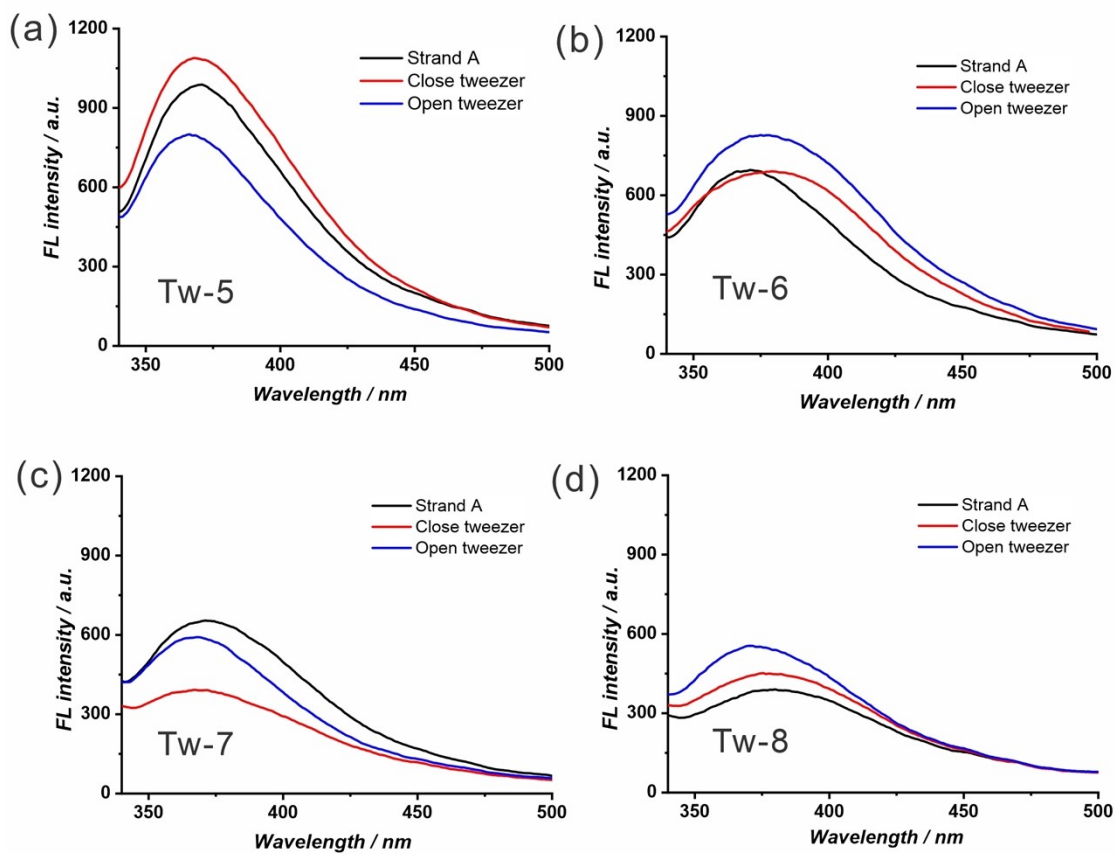 (a)
1200
900
600
300
0
FL intensity / a.u.
Strand A
Close tweezer
Open tweezer
Tw-5
350
400
450
500
Wavelength / nm
(b)
1200
900
600
300
0
FL intensity / a.u.
Strand A
Close tweezer
Open tweezer
Tw-6
350
400
450
500
Wavelength / nm
(c)
1200
900
600
300
0
FL intensity / a.u.
Strand A
Close tweezer
Open tweezer
Tw-7
350
400
450
500
Wavelength / nm
(d)
1200
900
600
300
0
FL intensity / a.u.
Strand A
Close tweezer
Open tweezer
Tw-8
350
400
450
500
Wavelength / nm